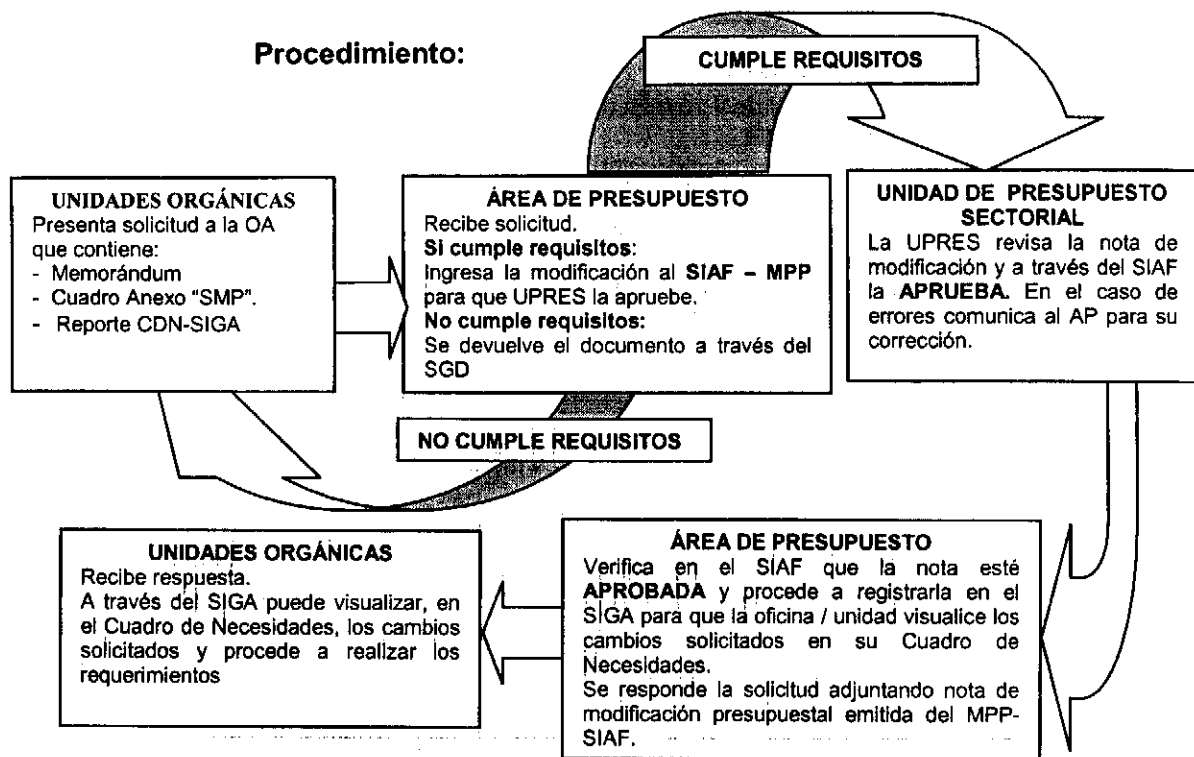 Procedimiento:
CUMPLE REQUISITOS
UNIDADES ORGÁNICAS
Presenta solicitud a la OA
que contiene:
- Memorándum
- Cuadro Anexo “SMP”.
- Reporte CDN-SIGA
ÁREA DE PRESUPUESTO
Recibe solicitud.
Si cumple requisitos:
Ingresa la modificación al SIAF – MPP
para que UPRES la apruebe.
No cumple requisitos:
Se devuelve el documento a través del
SGD
UNIDAD DE PRESUPUESTO
SECTORIAL
La UPRES revisa la nota de
modificación y a través del SIAF
la APRUEBA. En el caso de
errores comunica al AP para su
corrección.
NO CUMPLE REQUISITOS
ÁREA DE PRESUPUESTO
Verifica en el SIAF que la nota esté
APROBADA y procede a registrarla en el
SIGA para que la oficina / unidad visualice los
cambios solicitados en su Cuadro de
Necesidades.
Se responde la solicitud adjuntando nota de
modificación presupuestal emitida del MPP-
SIAF.
UNIDADES ORGÁNICAS
Recibe respuesta.
A través del SIGA puede visualizar, en
el Cuadro de Necesidades, los cambios
solicitados y procede a realizar los
requerimientos